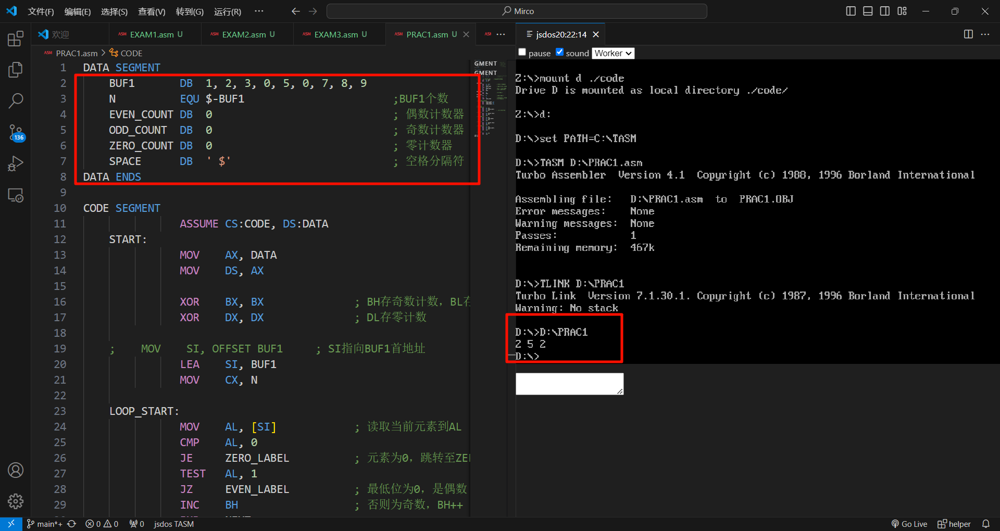 文件(F) 编辑(E) 选择(S) 查看(V) 转到(G) 运行(R) ··· Mirco
欢迎 ASM EXAM1.asm U ASM EXAM2.asm U ASM EXAM3.asm U ASM PRAC1.asm U ···
jsdos20:22:14 ···
ASM PRAC1.asm > CODE
1 DATA SEGMENT
2 BUF1 DB 1, 2, 3, 0, 5, 0, 7, 8, 9
3 N EQU $-BUF1 ;BUF1个数
4 EVEN_COUNT DB 0 ; 偶数计数器
5 ODD_COUNT DB 0 ; 奇数计数器
6 ZERO_COUNT DB 0 ; 零计数器
7 SPACE DB ' $' ; 空格分隔符
8 DATA ENDS
9
10 CODE SEGMENT
11 ASSUME CS:CODE, DS:DATA
12 START:
13 MOV AX, DATA
14 MOV DS, AX
15
16 XOR BX, BX ; BH存奇数计数，BL存
17 XOR DX, DX ; DL存零计数
18
19 ; MOV SI, OFFSET BUF1 ; SI指向BUF1首地址
20 LEA SI, BUF1
21 MOV CX, N
22
23 LOOP_START:
24 MOV AL, [SI] ; 读取当前元素到AL
25 CMP AL, 0
26 JE ZERO_LABEL ; 元素为0，跳转至ZE
27 TEST AL, 1
28 JZ EVEN_LABEL ; 最低位为0，是偶数
29 INC BH ; 否则为奇数，BH++
GMENT
GMENT
pause sound Worker
Z:\>mount d ./code
Drive D is mounted as local directory ./code/
Z:\>d:
D:\>set PATH=C:\TASM
D:\>TASM D:\PRAC1.asm
Turbo Assembler Version 4.1 Copyright (c) 1988, 1996 Borland International
Assembling file: D:\PRAC1.asm to PRAC1.OBJ
Error messages: None
Warning messages: None
Passes: 1
Remaining memory: 467k
D:\>TLINK D:\PRAC1
Turbo Link Version 7.1.30.1. Copyright (c) 1987, 1996 Borland International
Warning: No stack
D:\>D:\PRAC1
2 5 2
D:\>
136
main*+ 0 0 0 jsdos TASM Go Live helper